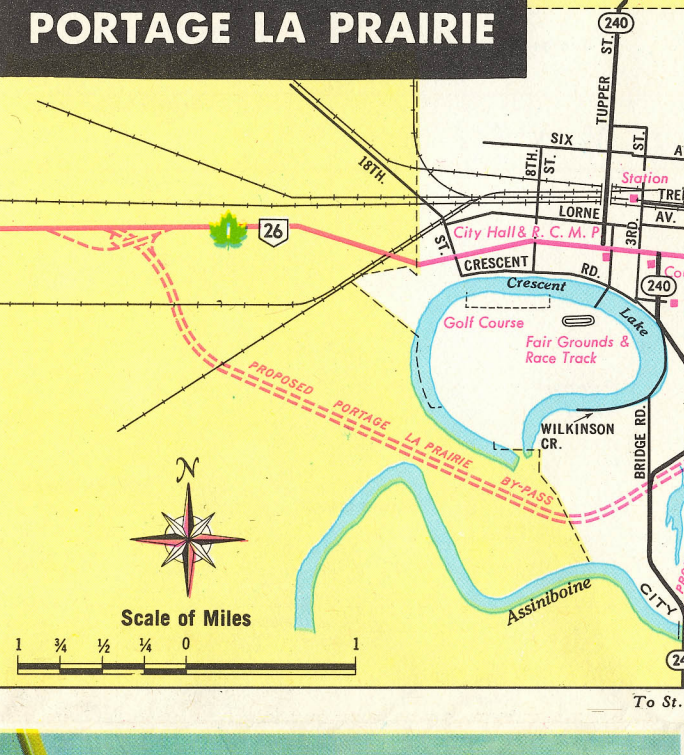 PORTAGE LA PRAIRIE
240
TUPPER ST.
SIX
ST.
18TH.
ST.
8TH.
ST.
Station
LORNE
AV.
3RD.
26
City Hall & R. C. M. P
CRESCENT
RD.
Crescent
Lake
240
Golf Course
Fair Grounds &
Race Track
PROPOSED PORTAGE LA PRAIRIE BY-PASS
WILKINSON
CR.
BRIDGE RD.
N
Assiniboine
CITY
Scale of Miles
1 ¾ ½ ¼ 0 1
To St.